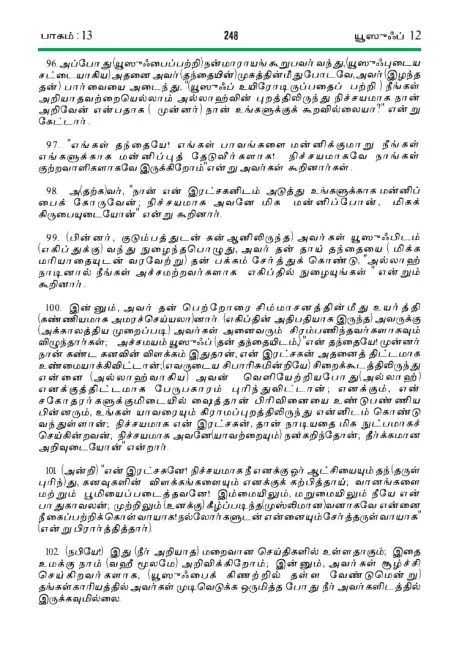 பாகம் : 13 248 யூஸுஃப் 12
96. அப்போது (யூஸுஃபைப்பற்றி) நன்மாராயங் கூறுபவர் வந்து, (யூஸுஃபுடைய
சட்டையாகிய) அதனை அவர் (தந்தையின்) முகத்தின்மீது போடவே, அவர் (இழந்த
தன்) பார்வையை அடைந்து, "(யூஸுஃப் உயிரோடிருப்பதைப் பற்றி) நீங்கள்
அறியாதவற்றையெல்லாம் அல்லாஹ்வின் புறத்திலிருந்து நிச்சயமாக நான்
அறிவேன் என்பதாக (முன்னர்) நான் உங்களுக்குக் கூறவில்லையா?" என்று
கேட்டார்.
97. "எங்கள் தந்தையே! எங்கள் பாவங்களை மன்னிக்குமாறு நீங்கள்
எங்களுக்காக மன்னிப்புத் தேடுவீர்களாக! நிச்சயமாகவே நாங்கள்
குற்றவாளிகளாகவே இருக்கிறோம்" என்று அவர்கள் கூறினார்கள்.
98. அ(தற்க)வர், "நான் என் இரட்சகனிடம் அடுத்து உங்களுக்காக மன்னிப்
பைக் கோருவேன்; நிச்சயமாக அவனே மிக மன்னிப்போன், மிகக்
கிருபையுடையோன்" என்று கூறினார்.
99. (பின்னர், குடும்பத்துடன் கன்ஆனிலிருந்த) அவர்கள் யூஸுஃபிடம்
(எகிப்துக்கு) வந்து நுழைந்தபொழுது, அவர் தன் தாய் தந்தையை (மிக்க
மரியாதையுடன் வரவேற்று) தன் பக்கம் சேர்த்துக் கொண்டு, "அல்லாஹ்
நாடினால் நீங்கள் அச்சமற்றவர்களாக எகிப்தில் நுழையுங்கள்" என்றும்
கூறினார்.
100. இன்னும், அவர் தன் பெற்றோரை சிம்மாசனத்தின் மீது உயர்த்தி
(கண்ணியமாக அமரச்செய்யலா)னார். (எகிப்தின் அதிபதியாக இருந்த) அவருக்கு
(அக்காலத்திய முறைப்படி) அவர்கள் அனைவரும் சிரம்பணிந்தவர்களாகவும்
விழுந்தார்கள்; அச்சமயம் யூஸுஃப் (தன் தந்தையிடம்,) "என் தந்தையே! முன்னர்
நான் கண்ட கனவின் விளக்கம் இதுதான்; என் இரட்சகன் அதனைத் திட்டமாக
உண்மையாக்கிவிட்டான்; (எவருடைய சிபாரிசுமின்றியே) சிறைக்கூடத்திலிருந்து
என்னை (அல்லாஹ்வாகிய) அவன் வெளியேற்றியபோது (அல்லாஹ்)
எனக்குத்திட்டமாக பேருபகாரம் புரிந்துவிட்டான்; எனக்கும், என்
சகோதரர்களுக்குமிடையில் ஷைத்தான் பிரிவினையை உண்டுபண்ணிய
பின்னரும், உங்கள் யாவரையும் கிராமப்புறத்திலிருந்து என்னிடம் கொண்டு
வந்துள்ளான்; நிச்சயமாக என் இரட்சகன், தான் நாடியதை மிக நுட்பமாகச்
செய்கின்றவன்; நிச்சயமாக அவனே (யாவற்றையும்) நன்கறிந்தோன்; தீர்க்கமான
அறிவுடையோன்" என்றார்.
101. (அன்றி) "என் இரட்சகனே! நிச்சயமாக நீ எனக்கு ஓர் ஆட்சியையும் தந்(தருள்
புரிந்)து, கனவுகளின் விளக்கங்களையும் எனக்குக் கற்பித்தாய்; வானங்களை
மற்றும் பூமியைப்படைத்தவனே! இம்மையிலும், மறுமையிலும் நீயே என்
பாதுகாவலன்; முற்றிலும் (உனக்கு) கீழ்ப்படிந்த(முஸ்லிமான)வனாகவே என்னை
நீ கைப்பற்றிக்கொள்வாயாக! நல்லோர்களுடன் என்னையும் சேர்த்தருள்வாயாக"
(என்று பிரார்த்தித்தார்).
102. (நபியே!) இது (நீர் அறியாத) மறைவான செய்திகளில் உள்ளதாகும்; இதை
உமக்கு நாம் (வஹீ மூலமே) அறிவிக்கிறோம்; இன்னும், அவர்கள் சூழ்ச்சி
செய்கிறவர்களாக, (யூஸுஃபைக் கிணற்றில் தள்ள வேண்டுமென்று)
தங்கள்காரியத்தில் அவர்கள் முடிவெடுக்க ஒருமித்த போது நீர் அவர்களிடத்தில்
இருக்கவுமில்லை.